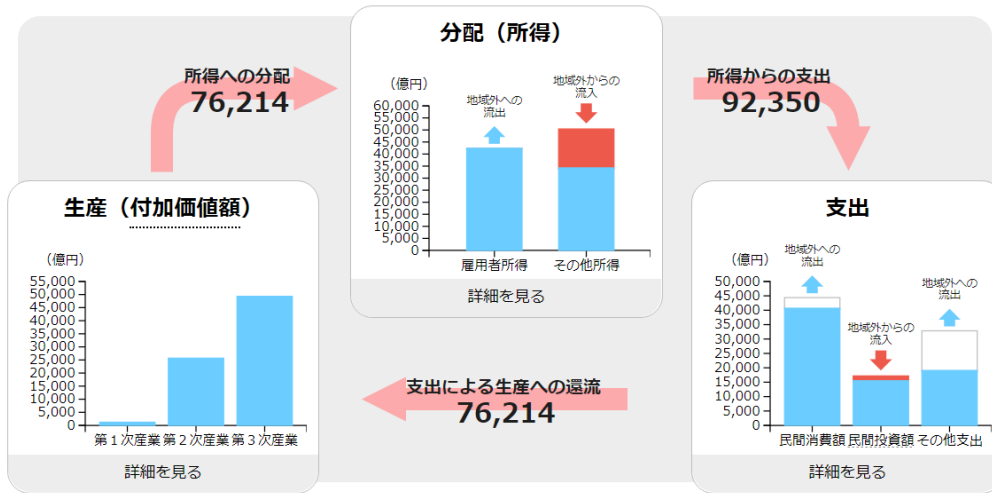 分配（所得）
所得への分配
76,214
所得からの支出
92,350
（億円）
地域外への
流出
地域外からの
流入
60,000
55,000
50,000
45,000
40,000
35,000
30,000
25,000
20,000
15,000
10,000
5,000
0
雇用者所得
その他所得
詳細を見る
生産（付加価値額）
（億円）
55,000
50,000
45,000
40,000
35,000
30,000
25,000
20,000
15,000
10,000
5,000
0
第１次産業
第２次産業
第３次産業
詳細を見る
支出
（億円）
地域外への
流出
地域外からの
流入
地域外への
流出
50,000
45,000
40,000
35,000
30,000
25,000
20,000
15,000
10,000
5,000
0
民間消費額
民間投資額
その他支出
詳細を見る
支出による生産への還流
76,214